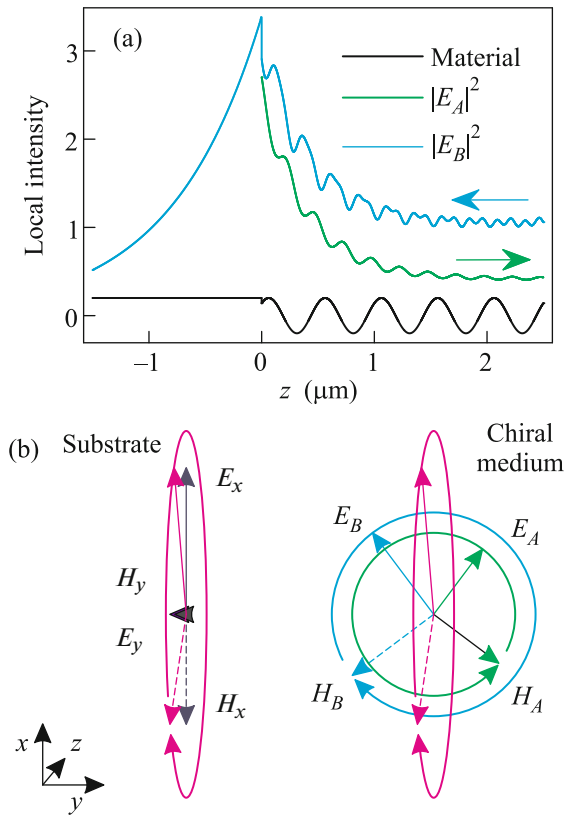 (a)
Material
|E_A|^2
|E_B|^2
Local intensity
3
2
1
0
–1
0
1
2
z (μm)
(b)
Substrate
Chiral
medium
E_x
H_y
E_y
H_x
E_B
E_A
H_B
H_A
x
z
y